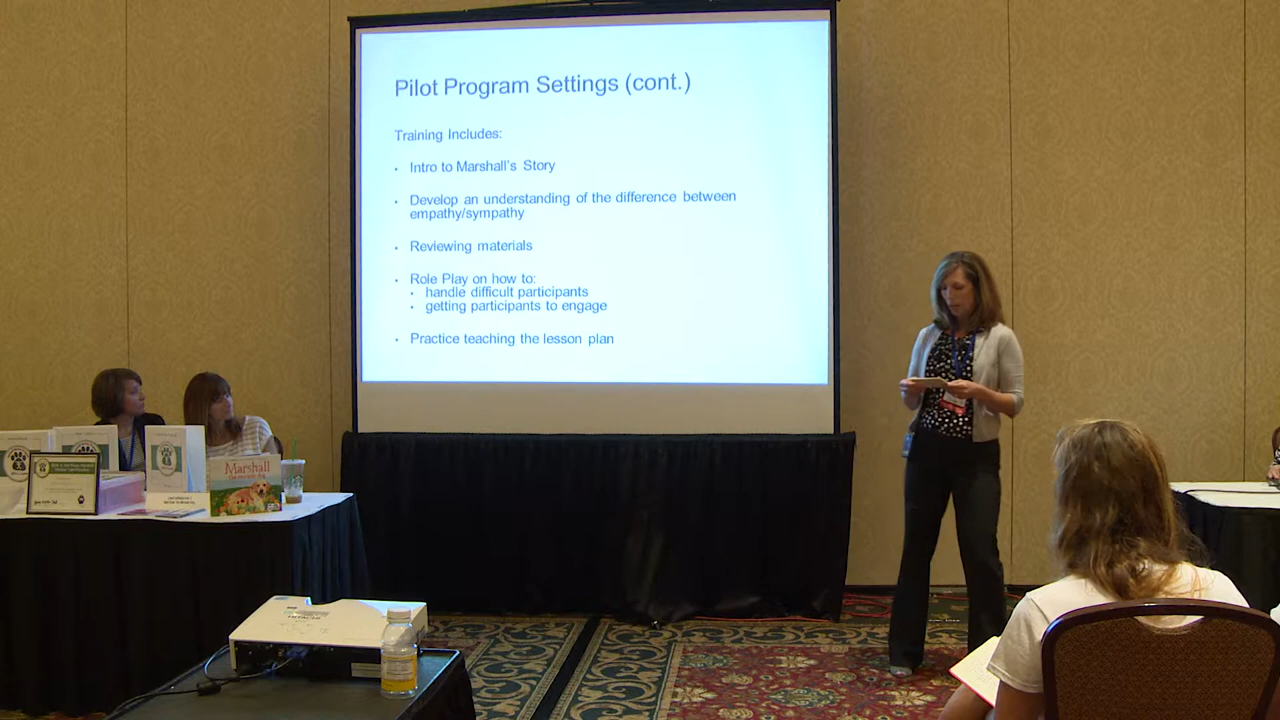 Pilot Program Settings (cont.)
Training Includes:
• Intro to Marshall's Story
• Develop an understanding of the difference between
empathy/sympathy
• Reviewing materials
• Role Play on how to:
• handle difficult participants
• getting participants to engage
• Practice teaching the lesson plan
Marshall
HITACHI